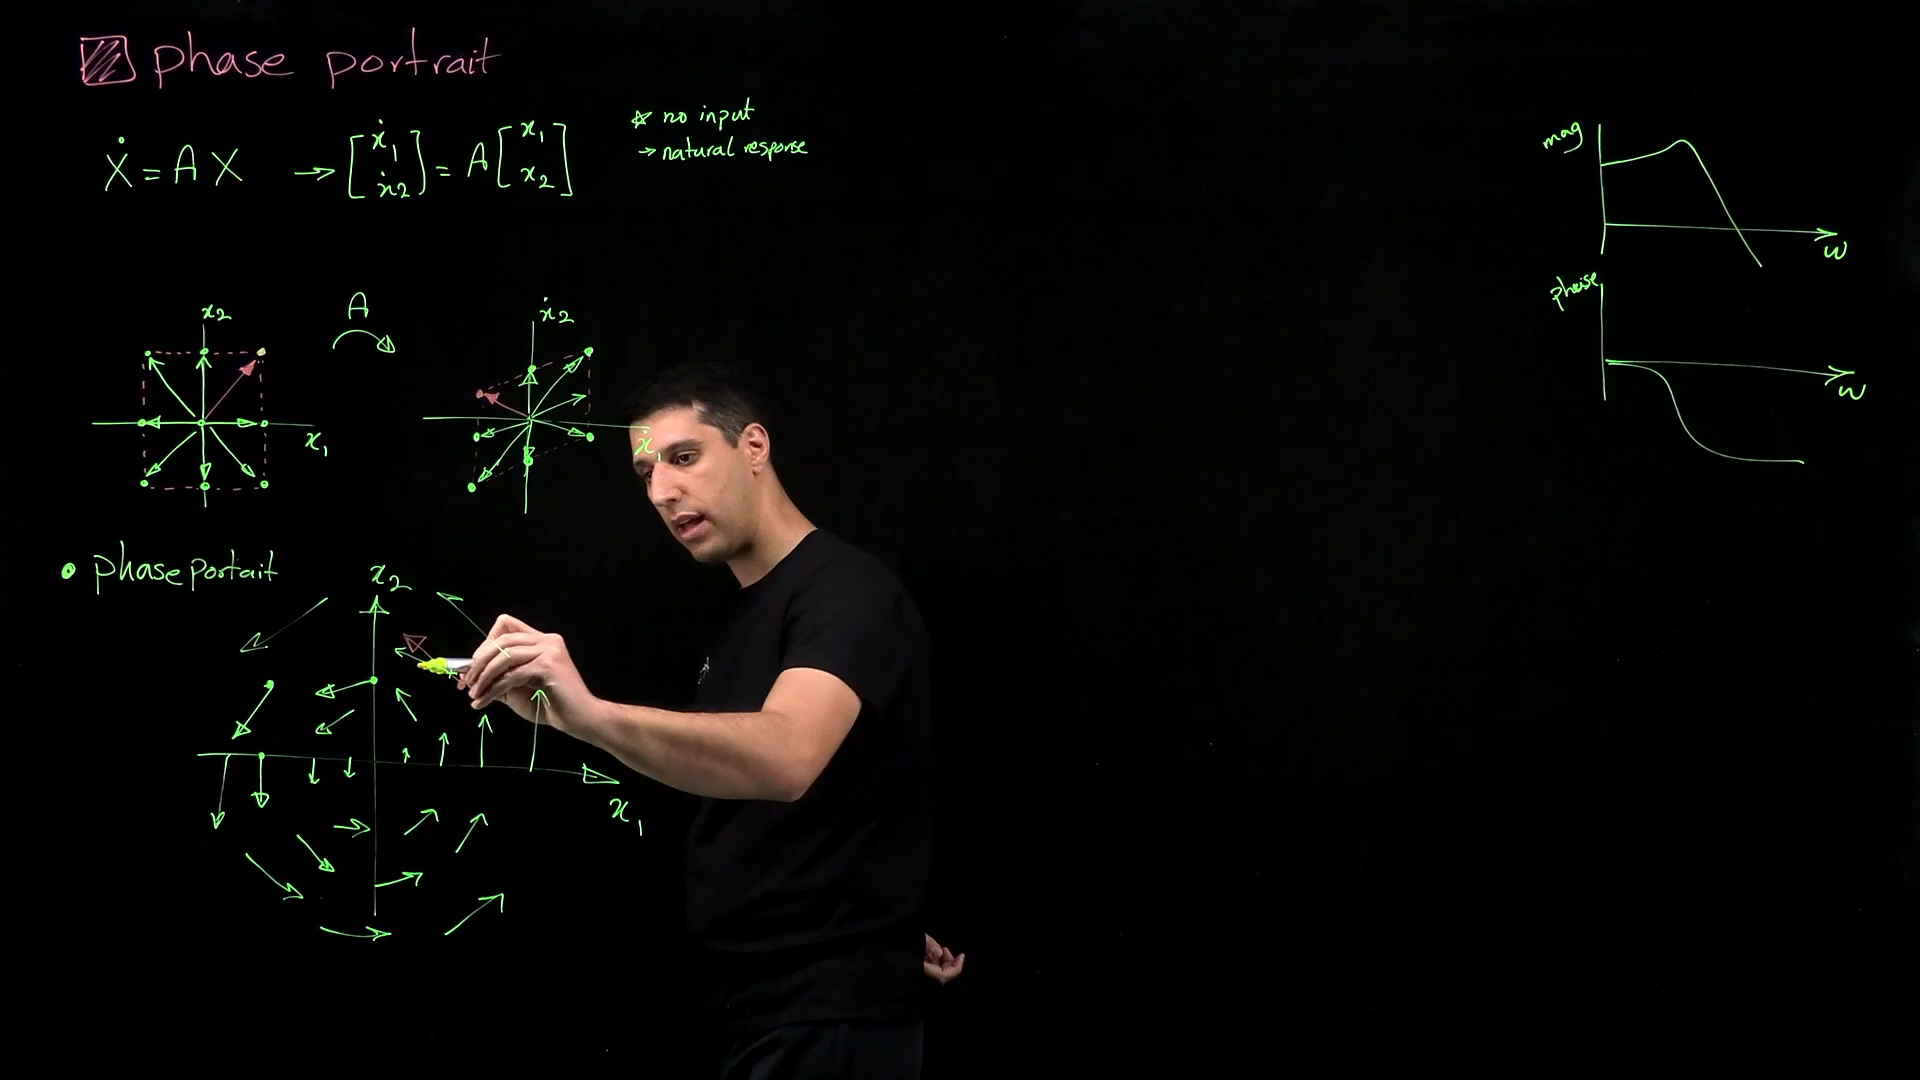 phase portrait
Ẋ = A X → [ẋ₁ ẋ₂] = A [x₁ x₂]
* no input
→ natural response
x₂
x₁
A
ẋ₂
ẋ₁
• phase portait
x₂
x₁
mag
ω
phase
ω